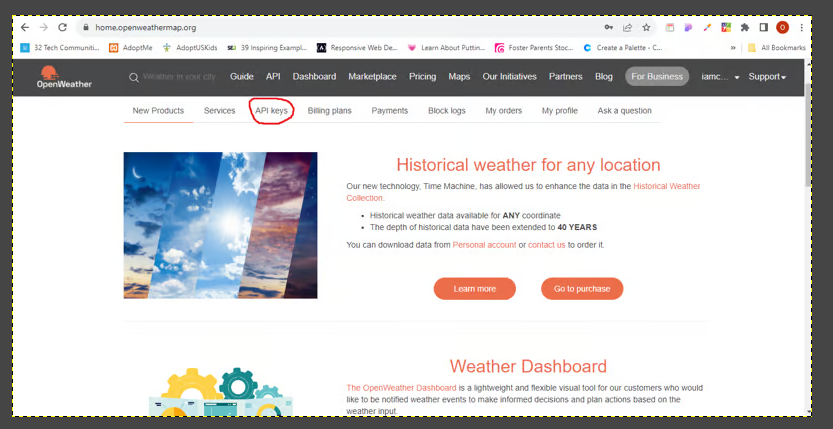 home.openweathermap.org
O
32 Tech Communiti... AdoptMe AdoptUSKids 39 Inspiring Exampl... Responsive Web De... Learn About Puttin... Foster Parents Stoc... Create a Palette - C... » All Bookmarks
OpenWeather
Weather in your city Guide API Dashboard Marketplace Pricing Maps Our Initiatives Partners Blog For Business iamc... Support
New Products Services API keys Billing plans Payments Block logs My orders My profile Ask a question
Historical weather for any location
Our new technology, Time Machine, has allowed us to enhance the data in the Historical Weather
Collection.
• Historical weather data available for ANY coordinate
• The depth of historical data have been extended to 40 YEARS
You can download data from Personal account or contact us to order it.
Learn more Go to purchase
Weather Dashboard
The OpenWeather Dashboard is a lightweight and flexible visual tool for our customers who would
like to be notified weather events to make informed decisions and plan actions based on the
weather input.